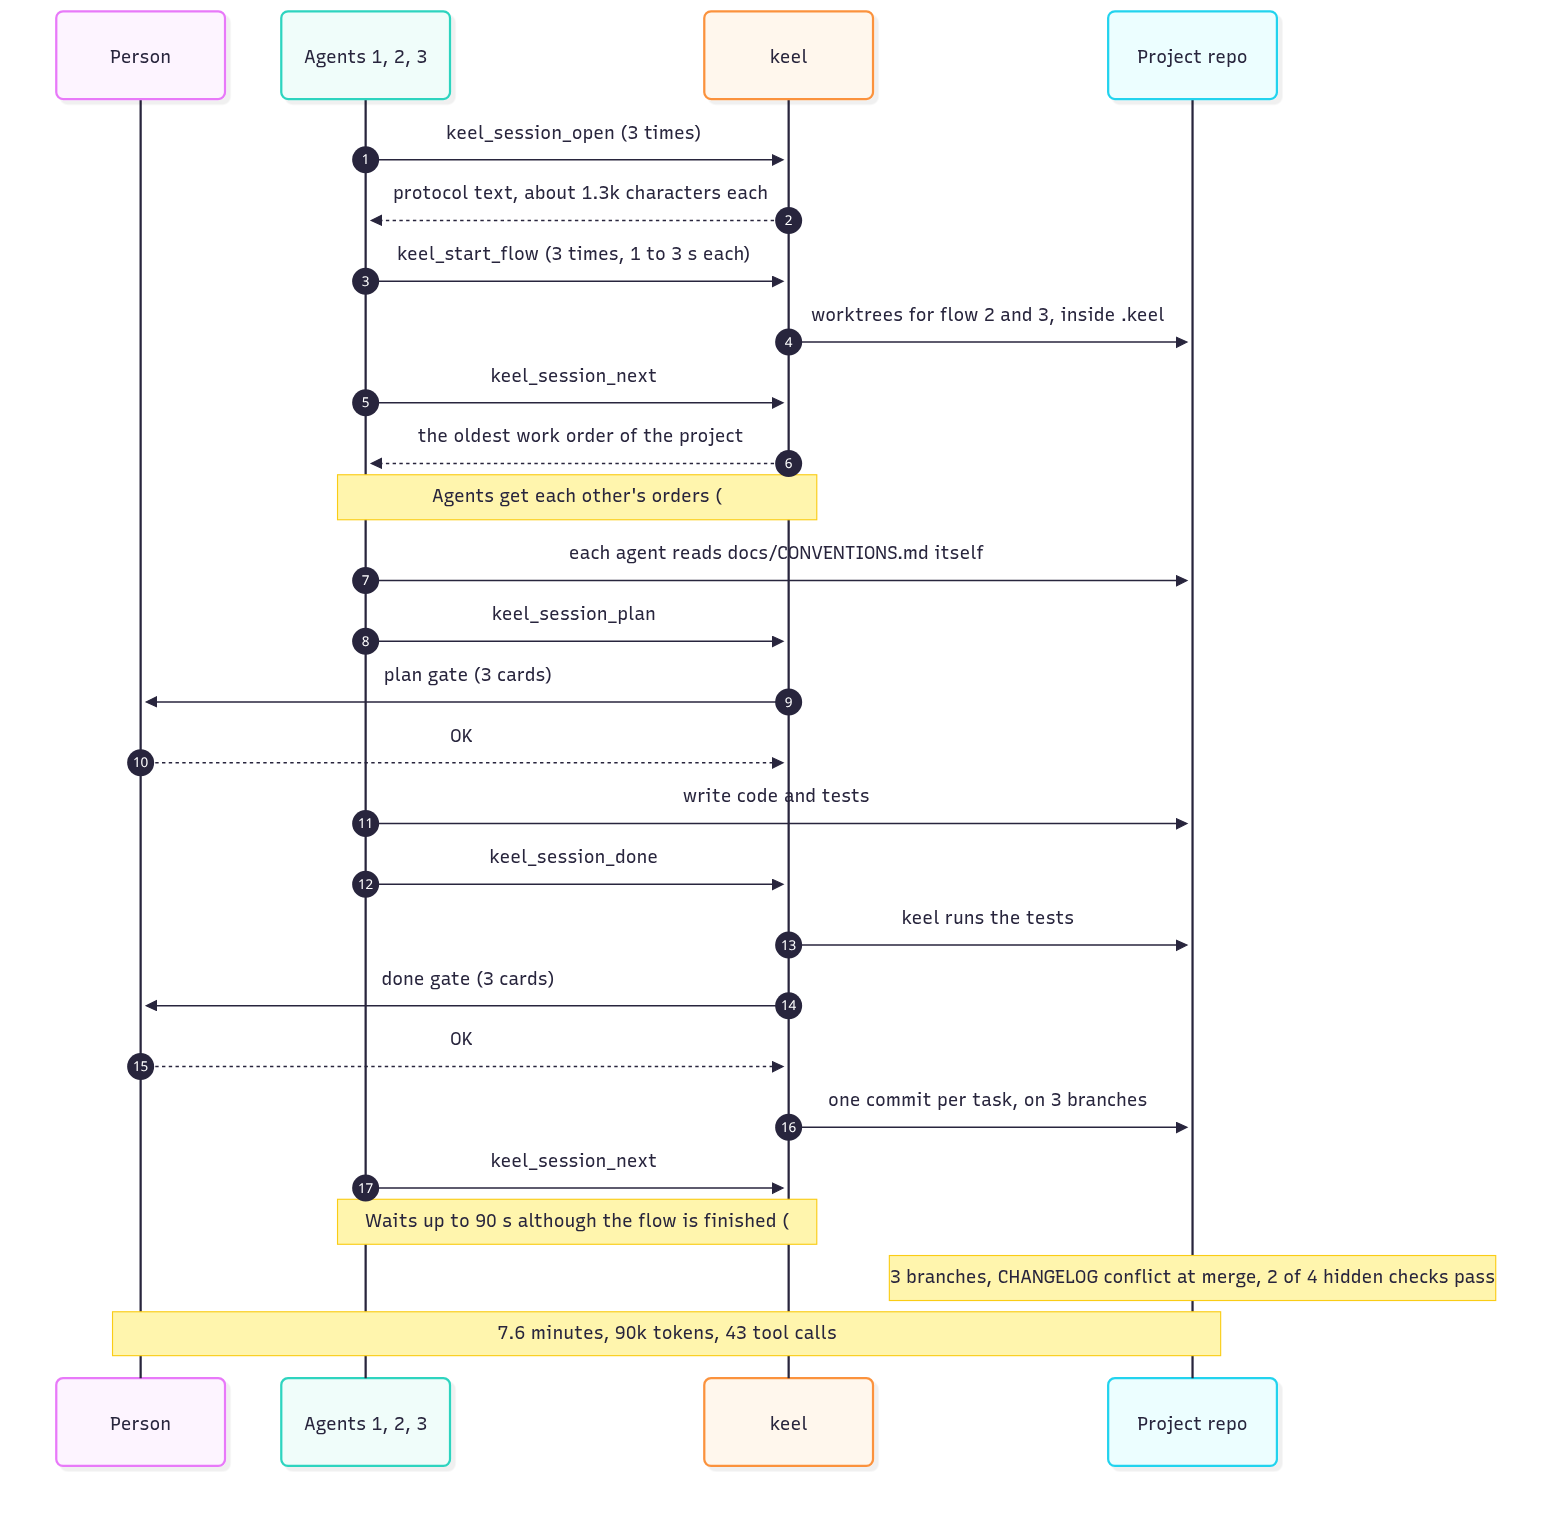 Person
Agents 1, 2, 3
keel
Project repo
keel_session_open (3 times)
1
protocol text, about 1.3k characters each
2
keel_start_flow (3 times, 1 to 3 s each)
3
worktrees for flow 2 and 3, inside .keel
4
keel_session_next
5
the oldest work order of the project
6
Agents get each other's orders (
each agent reads docs/CONVENTIONS.md itself
7
keel_session_plan
8
plan gate (3 cards)
9
OK
10
write code and tests
11
keel_session_done
12
keel runs the tests
13
done gate (3 cards)
14
OK
15
one commit per task, on 3 branches
16
keel_session_next
17
Waits up to 90 s although the flow is finished (
3 branches, CHANGELOG conflict at merge, 2 of 4 hidden checks pass
7.6 minutes, 90k tokens, 43 tool calls
Person
Agents 1, 2, 3
keel
Project repo